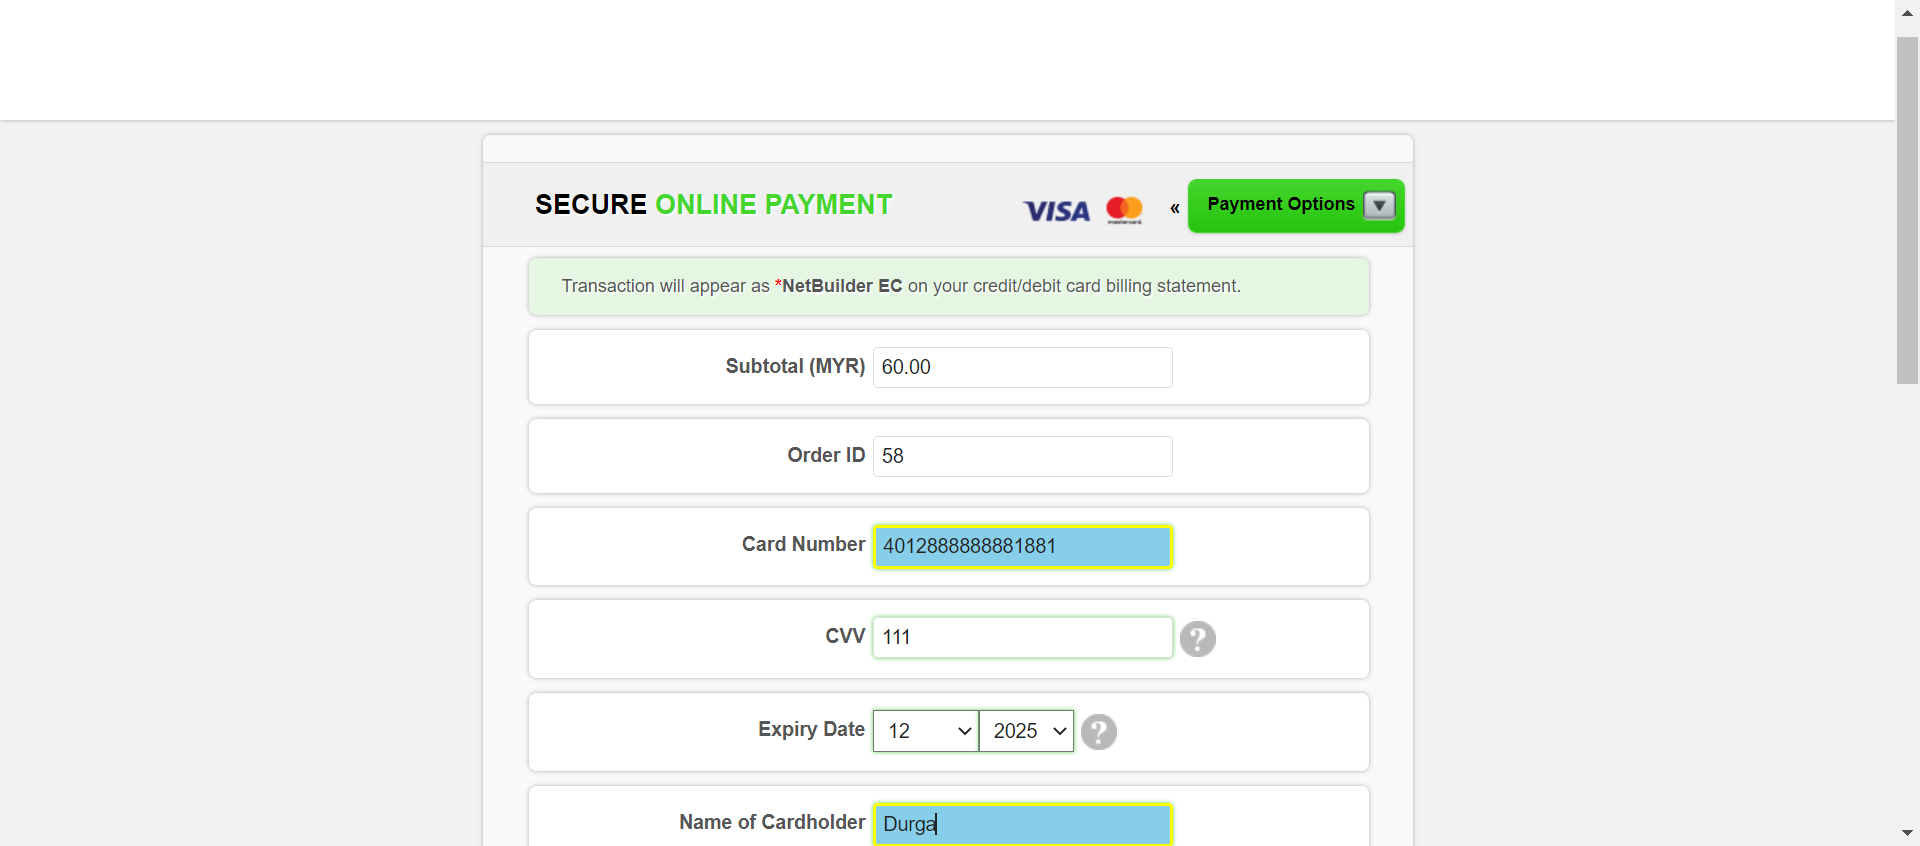 SECURE ONLINE PAYMENT VISA mastercard. « Payment Options
Transaction will appear as *NetBuilder EC on your credit/debit card billing statement.
Subtotal (MYR) 60.00
Order ID 58
Card Number 4012888888881881
CVV 111 ?
Expiry Date 12 2025 ?
Name of Cardholder Durga